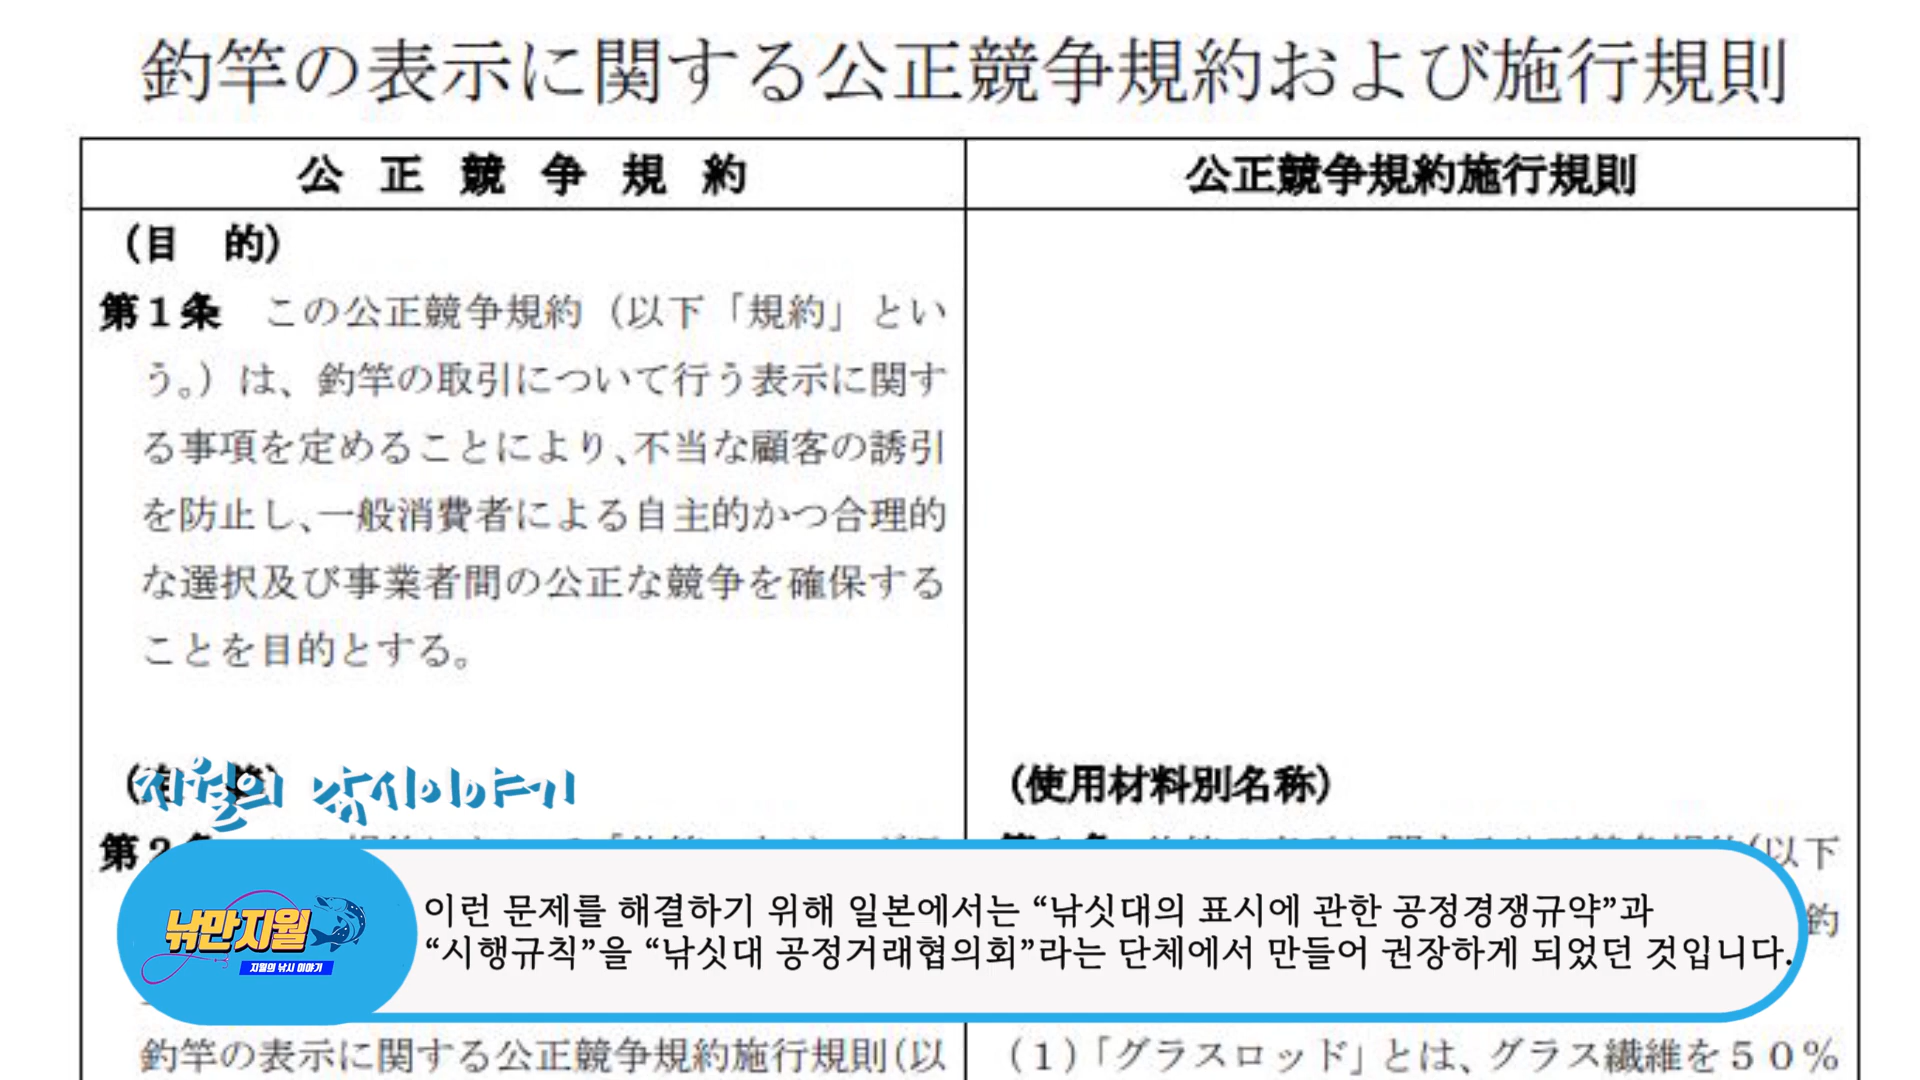 釣竿の表示に関する公正競争規約および施行規則
公正競争規約
公正競争規約施行規則
（目　的）
第１条　この公正競争規約（以下「規約」とい
う。）は、釣竿の取引について行う表示に関す
る事項を定めることにより、不当な顧客の誘引
を防止し、一般消費者による自主的かつ合理的
な選択及び事業者間の公正な競争を確保する
ことを目的とする。
（使用材料別名称）
지월의 낚시이야기
第２条
（以下
釣
낚만지월
지월의 낚시 이야기
이런 문제를 해결하기 위해 일본에서는 “낚싯대의 표시에 관한 공정경쟁규약”과
“시행규칙”을 “낚싯대 공정거래협의회”라는 단체에서 만들어 권장하게 되었던 것입니다.
釣竿の表示に関する公正競争規約施行規則（以
（１）「グラスロッド」とは、グラス繊維を５０％